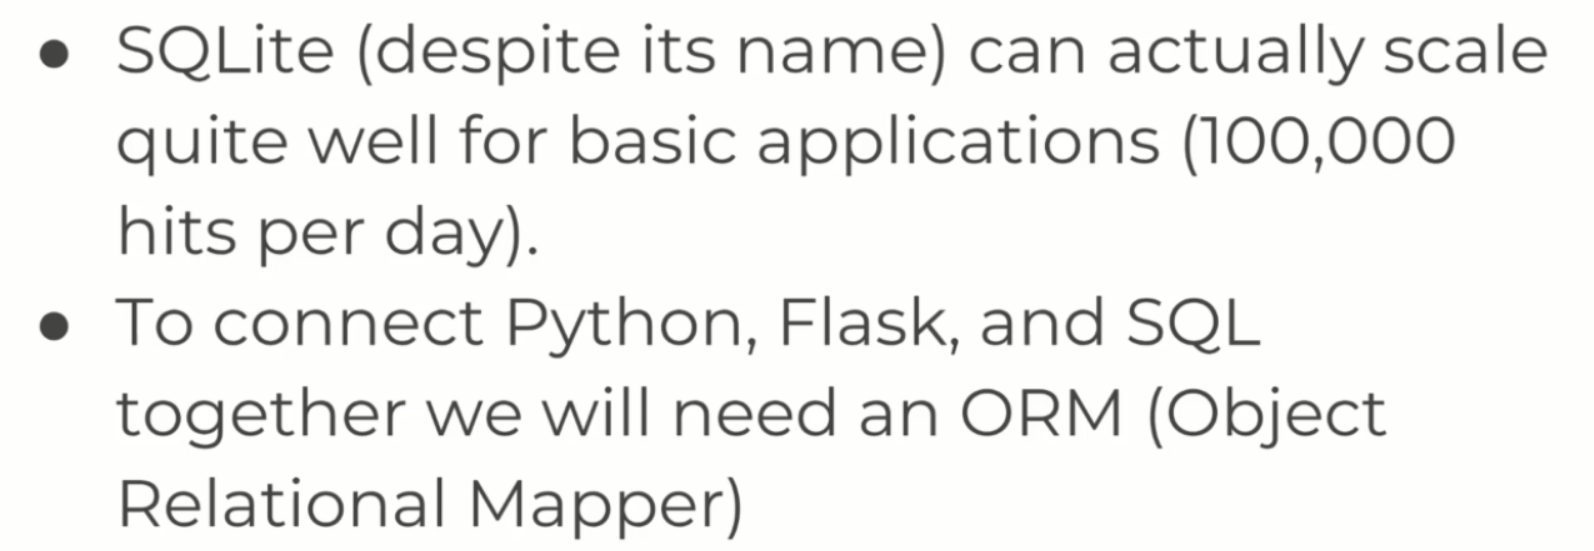 ● SQLite (despite its name) can actually scale
quite well for basic applications (100,000
hits per day).
● To connect Python, Flask, and SQL
together we will need an ORM (Object
Relational Mapper)